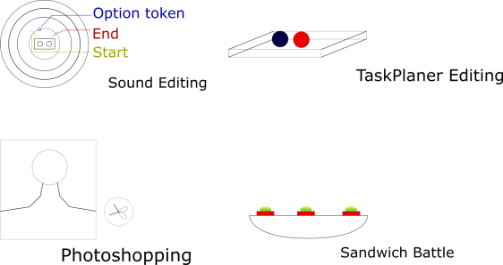 Option token
End
Start
Sound Editing
TaskPlaner Editing
Photoshopping
Sandwich Battle